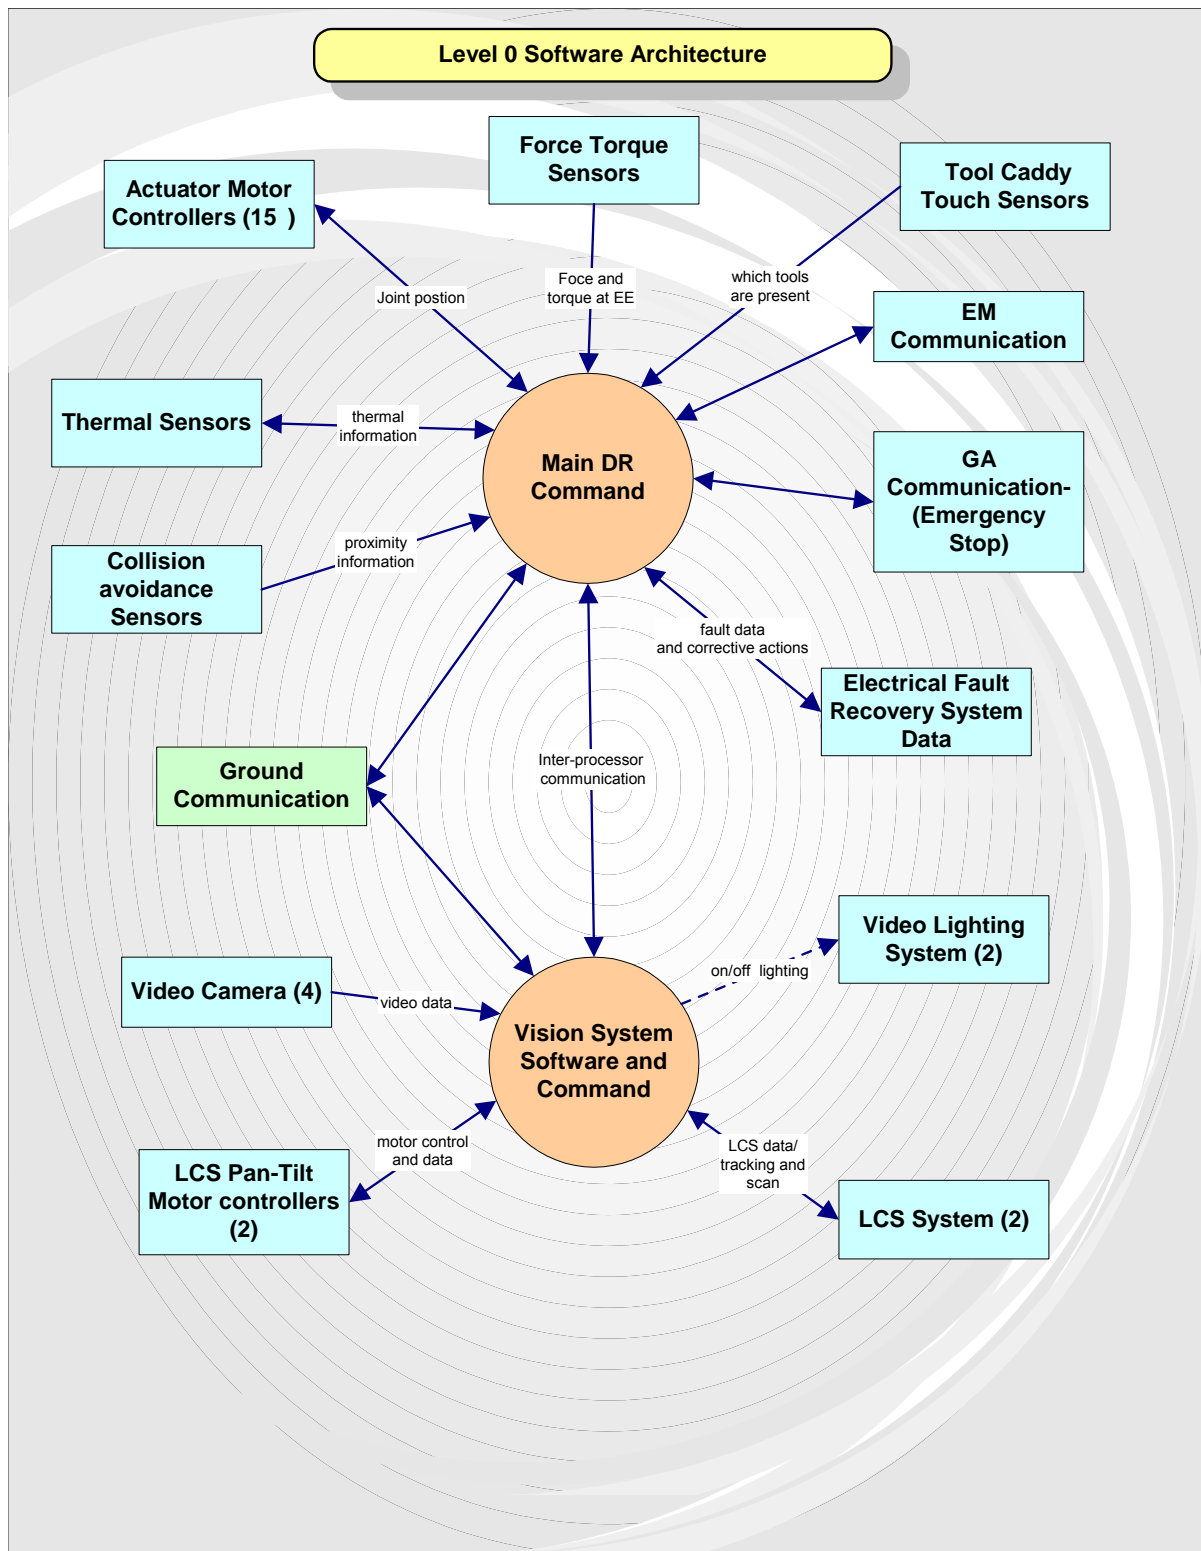 Level 0 Software Architecture
Force Torque
Sensors
Tool Caddy
Touch Sensors
Actuator Motor
Controllers (15  )
Foce and
torque at EE
which tools
are present
Joint postion
EM
Communication
Thermal Sensors
thermal
information
Main DR
Command
GA
Communication-
(Emergency
Stop)
proximity
information
Collision
avoidance
Sensors
fault data
and corrective actions
Electrical Fault
Recovery System
Data
Inter-processor
communication
Ground
Communication
Video Lighting
System (2)
on/off  lighting
Video Camera (4)
video data
Vision System
Software and
Command
motor control
and data
LCS data/
tracking and
scan
LCS Pan-Tilt
Motor controllers
(2)
LCS System (2)